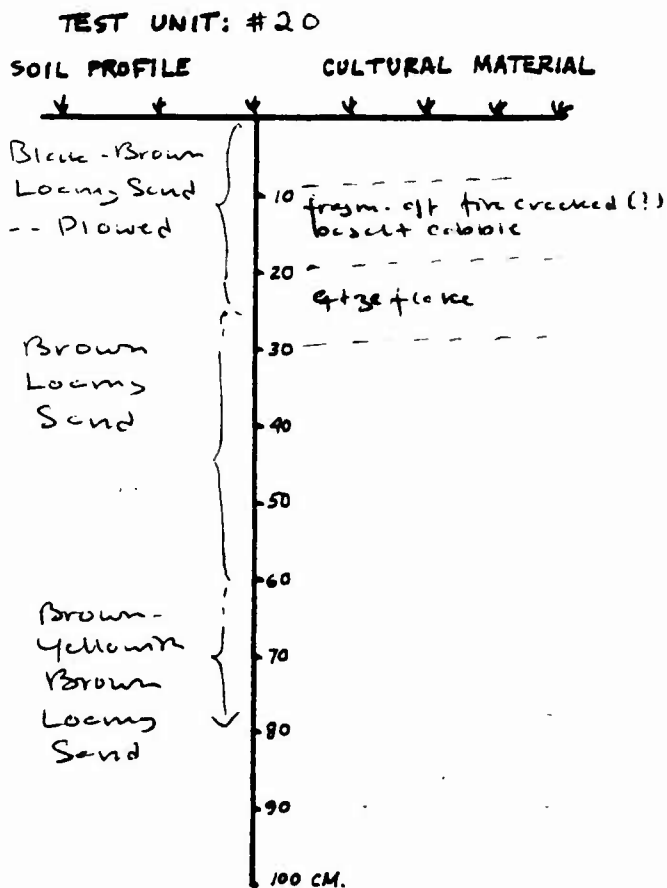 TEST UNIT: #20
SOIL PROFILE
CULTURAL MATERIAL
Black-Brown
Loamy Sand
-- Plowed
Brown
Loamy
Sand
Brown-
Yellowish
Brown
Loamy
Sand
10
20
30
40
50
60
70
80
90
100 CM.
fragm. of fire cracked (?)
basalt cobble
qtze flake